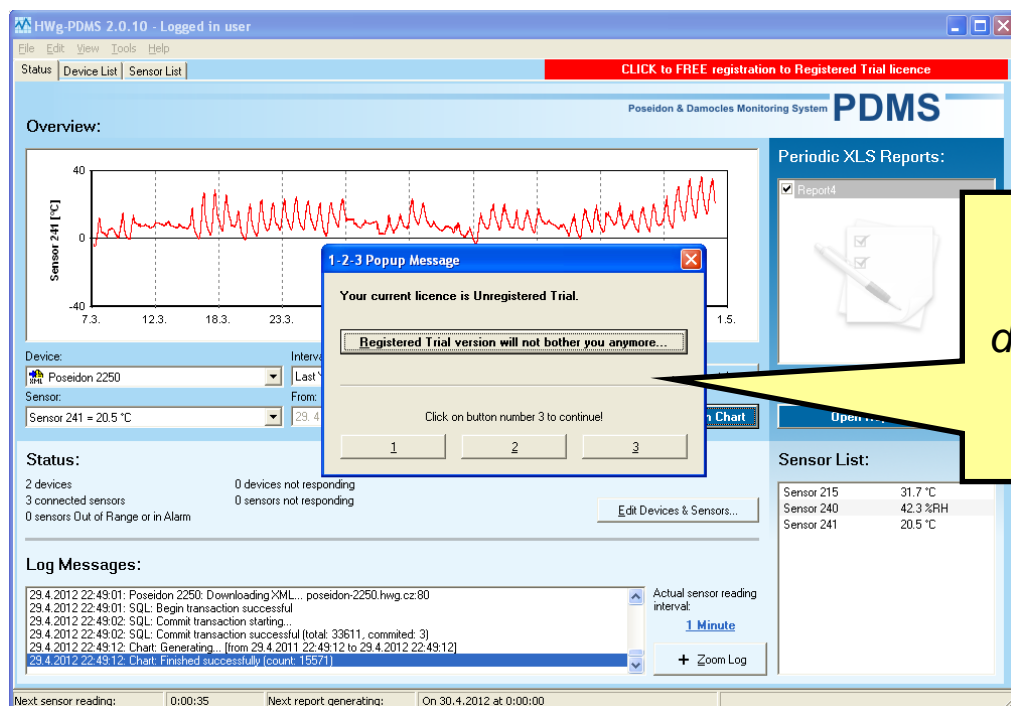 HWg-PDMS 2.0.10 - Logged in user
File Edit View Tools Help
Status Device List Sensor List
CLICK to FREE registration to Registered Trial licence
Poseidon & Damocles Monitoring System PDMS
Overview:
Sensor 241 [°C]
40
0
-40
7.3. 12.3. 18.3. 23.3. 1.5.
Periodic XLS Reports:
Report4
1-2-3 Popup Message
Your current licence is Unregistered Trial.
Registered Trial version will not bother you anymore...
Click on button number 3 to continue!
1 2 3
Device:
XML Poseidon 2250
Sensor:
Sensor 241 = 20.5 °C
From:
Chart
Open
Status:
2 devices
3 connected sensors
0 sensors Out of Range or in Alarm
0 devices not responding
0 sensors not responding
Edit Devices & Sensors...
Sensor List:
Sensor 215 31.7 °C
Sensor 240 42.3 %RH
Sensor 241 20.5 °C
Log Messages:
29.4.2012 22:49:01: Poseidon 2250: Downloading XML... poseidon-2250.hwg.cz:80
29.4.2012 22:49:01: SQL: Begin transaction successful
29.4.2012 22:49:02: SQL: Commit transaction starting...
29.4.2012 22:49:02: SQL: Commit transaction successful (total: 33611, commited: 3)
29.4.2012 22:49:12: Chart: Generating... [from 29.4.2011 22:49:12 to 29.4.2012 22:49:12]
29.4.2012 22:49:12: Chart: Finished successfully (count: 15571)
Actual sensor reading
interval:
1 Minute
+ Zoom Log
Next sensor reading: 0:00:35 Next report generating: On 30.4.2012 at 0:00:00